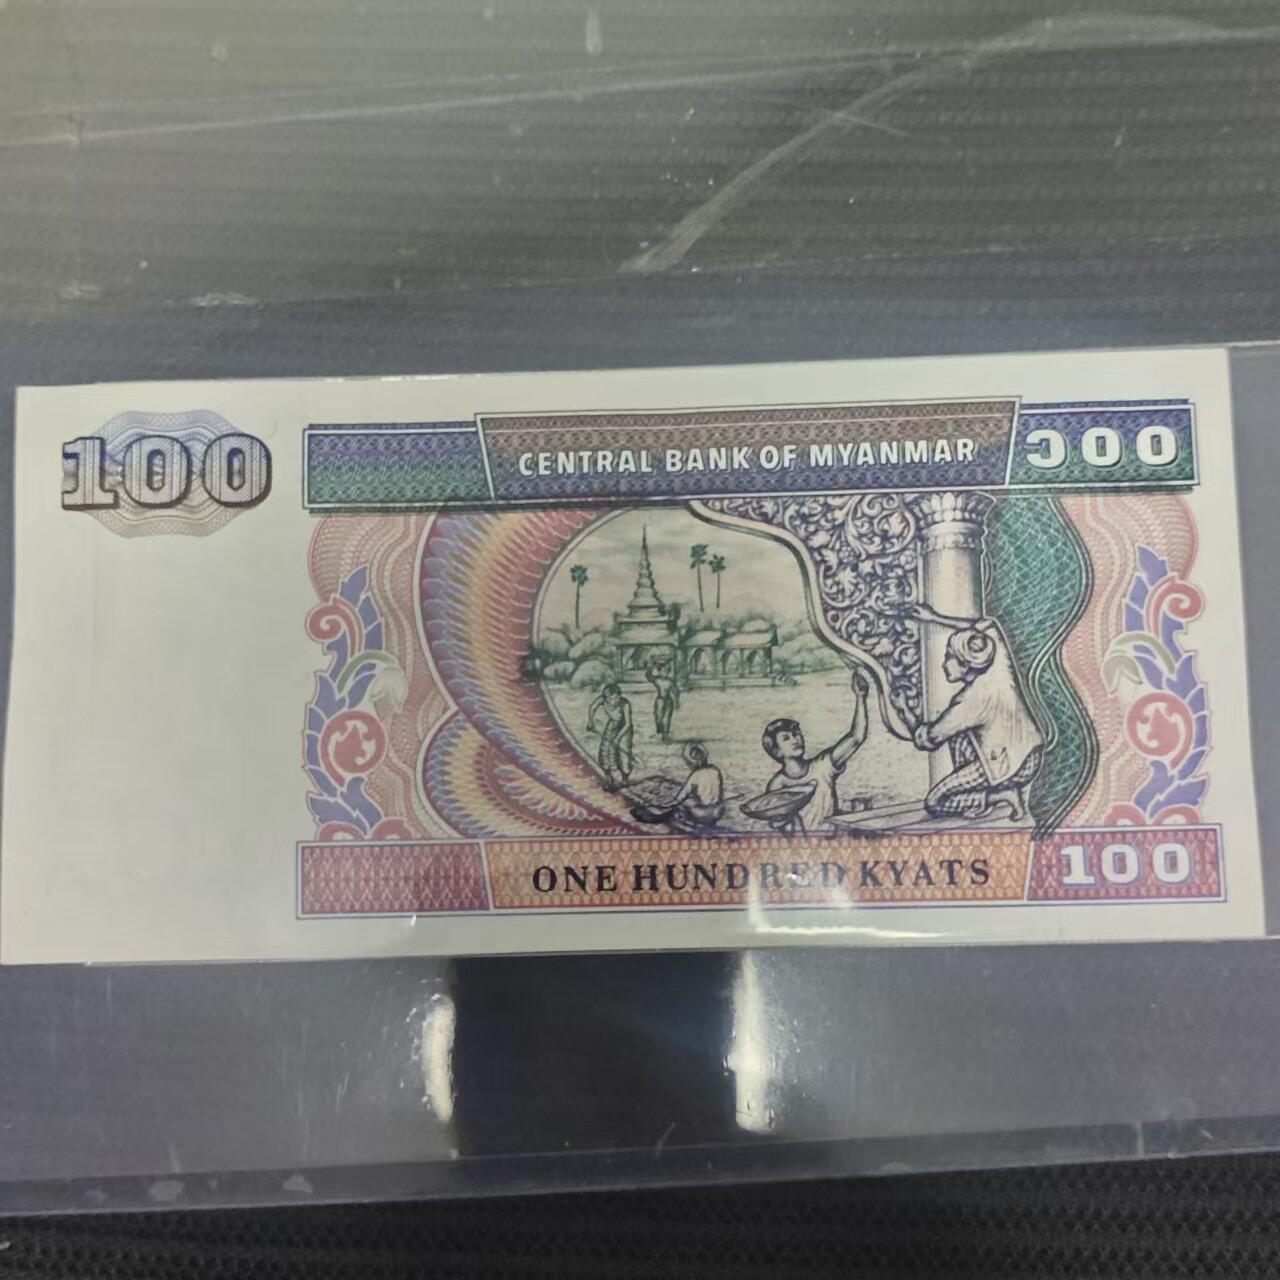 100
CENTRAL BANK OF MYANMAR
၁၀၀
ONE HUNDRED KYATS
100